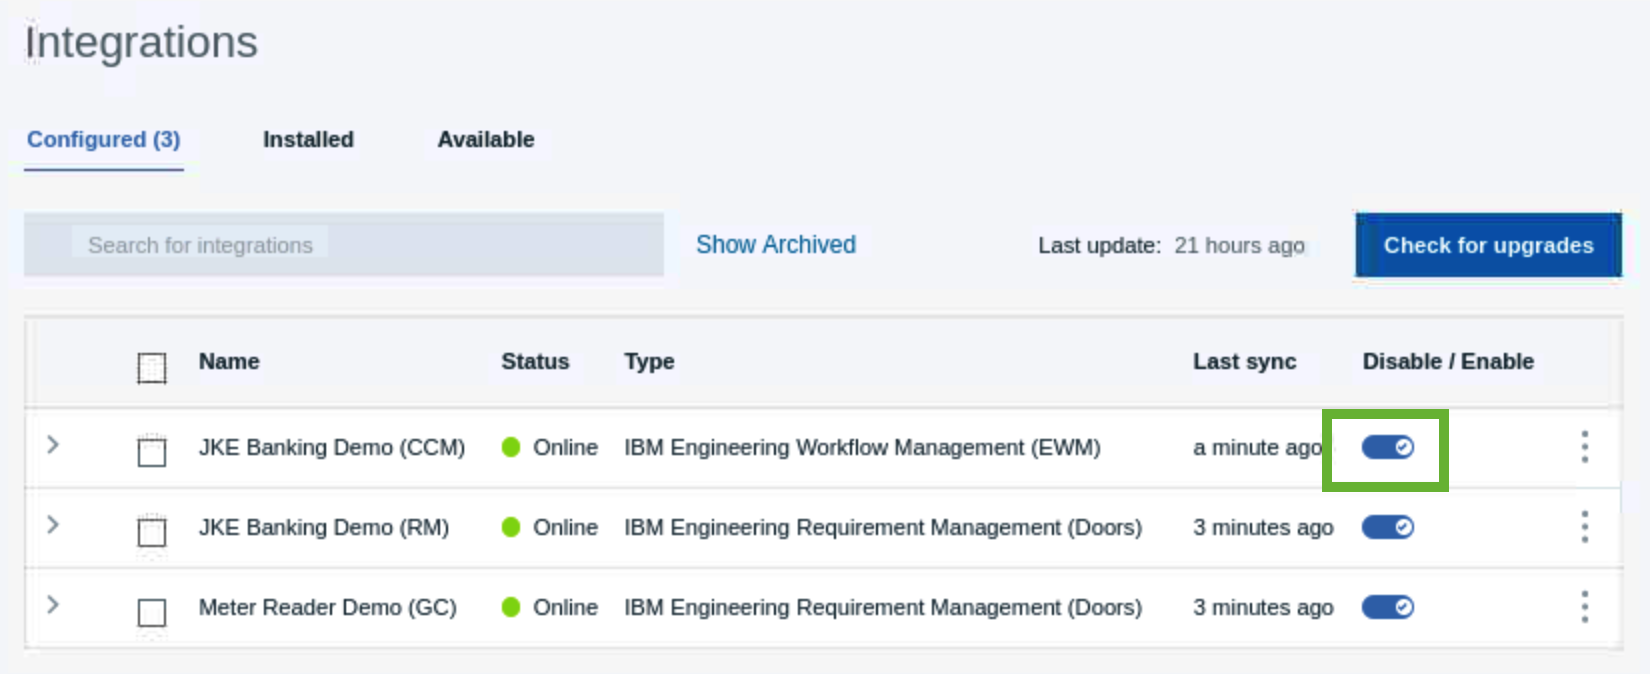 Integrations
Configured (3) Installed Available
Search for integrations Show Archived Last update: 21 hours ago Check for upgrades
Name Status Type Last sync Disable / Enable
JKE Banking Demo (CCM) Online IBM Engineering Workflow Management (EWM) a minute ago
JKE Banking Demo (RM) Online IBM Engineering Requirement Management (Doors) 3 minutes ago
Meter Reader Demo (GC) Online IBM Engineering Requirement Management (Doors) 3 minutes ago